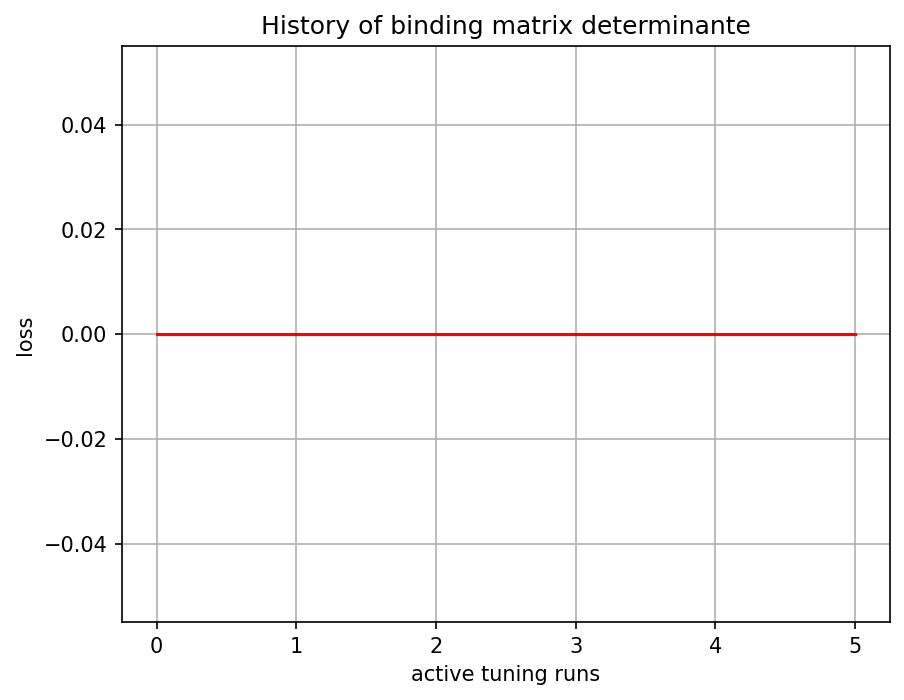 History of binding matrix determinante
0.04
0.02
0.00
−0.02
−0.04
loss
0 1 2 3 4 5
active tuning runs